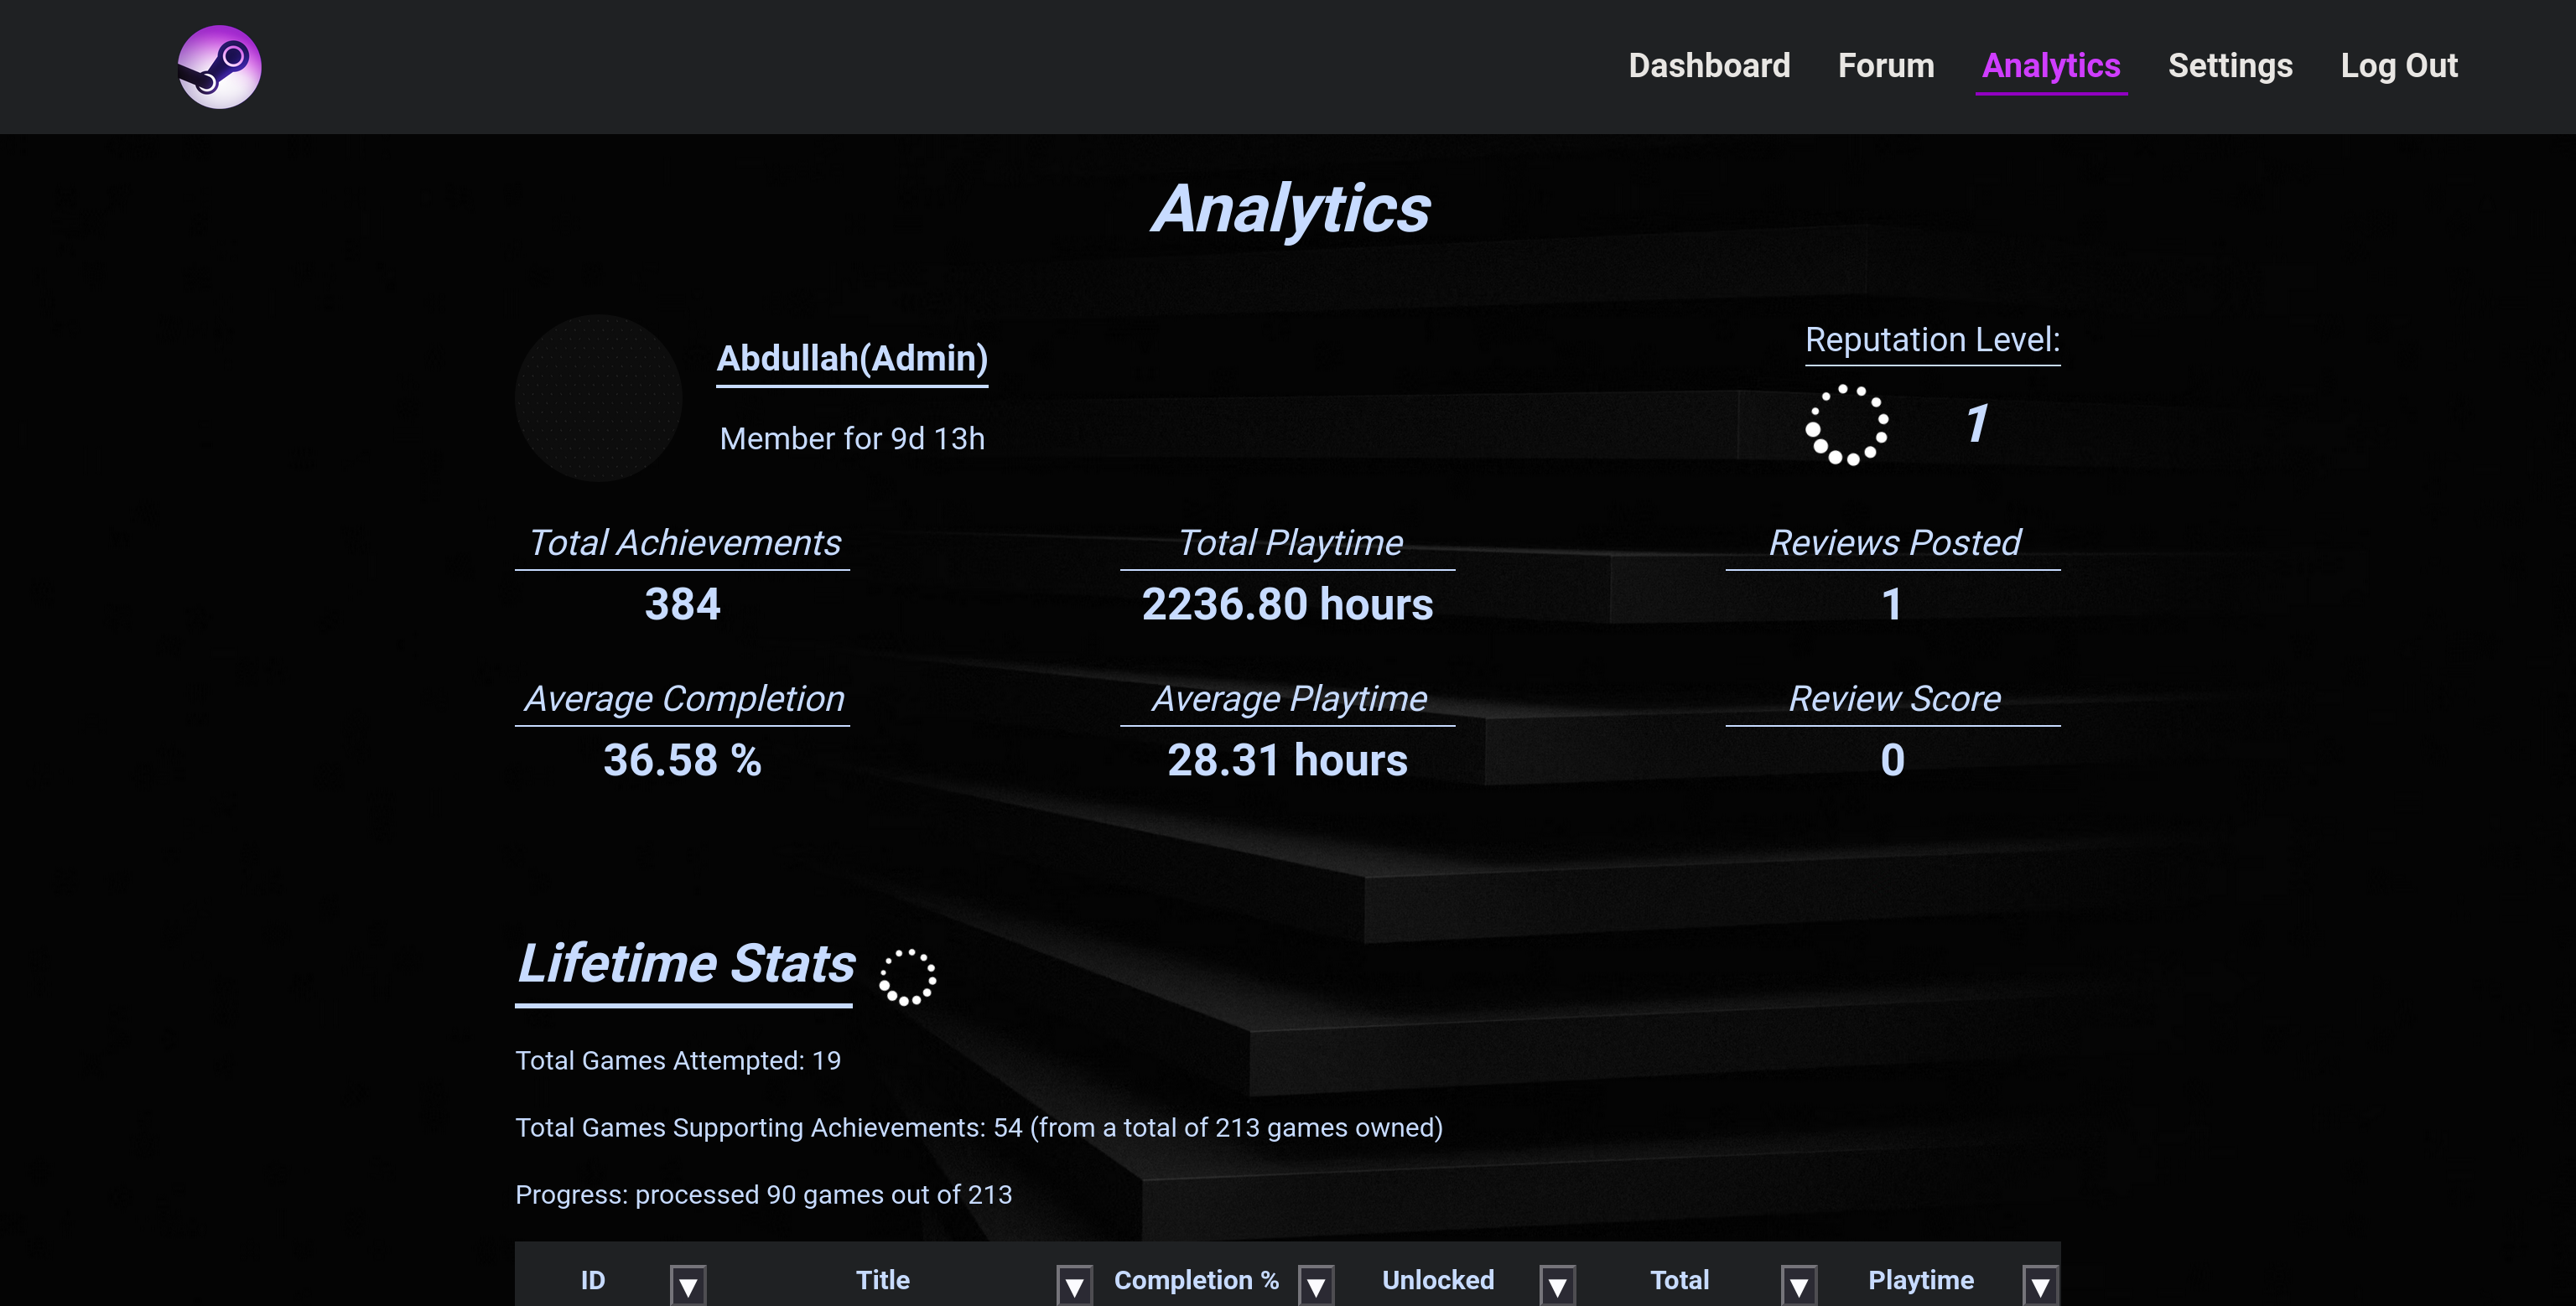 Dashboard Forum Analytics Settings Log Out
Analytics
Abdullah(Admin)
Member for 9d 13h
Reputation Level:
1
Total Achievements Total Playtime Reviews Posted
384 2236.80 hours 1
Average Completion Average Playtime Review Score
36.58 % 28.31 hours 0
Lifetime Stats
Total Games Attempted: 19
Total Games Supporting Achievements: 54 (from a total of 213 games owned)
Progress: processed 90 games out of 213
ID ▼ Title ▼ Completion % ▼ Unlocked ▼ Total ▼ Playtime ▼